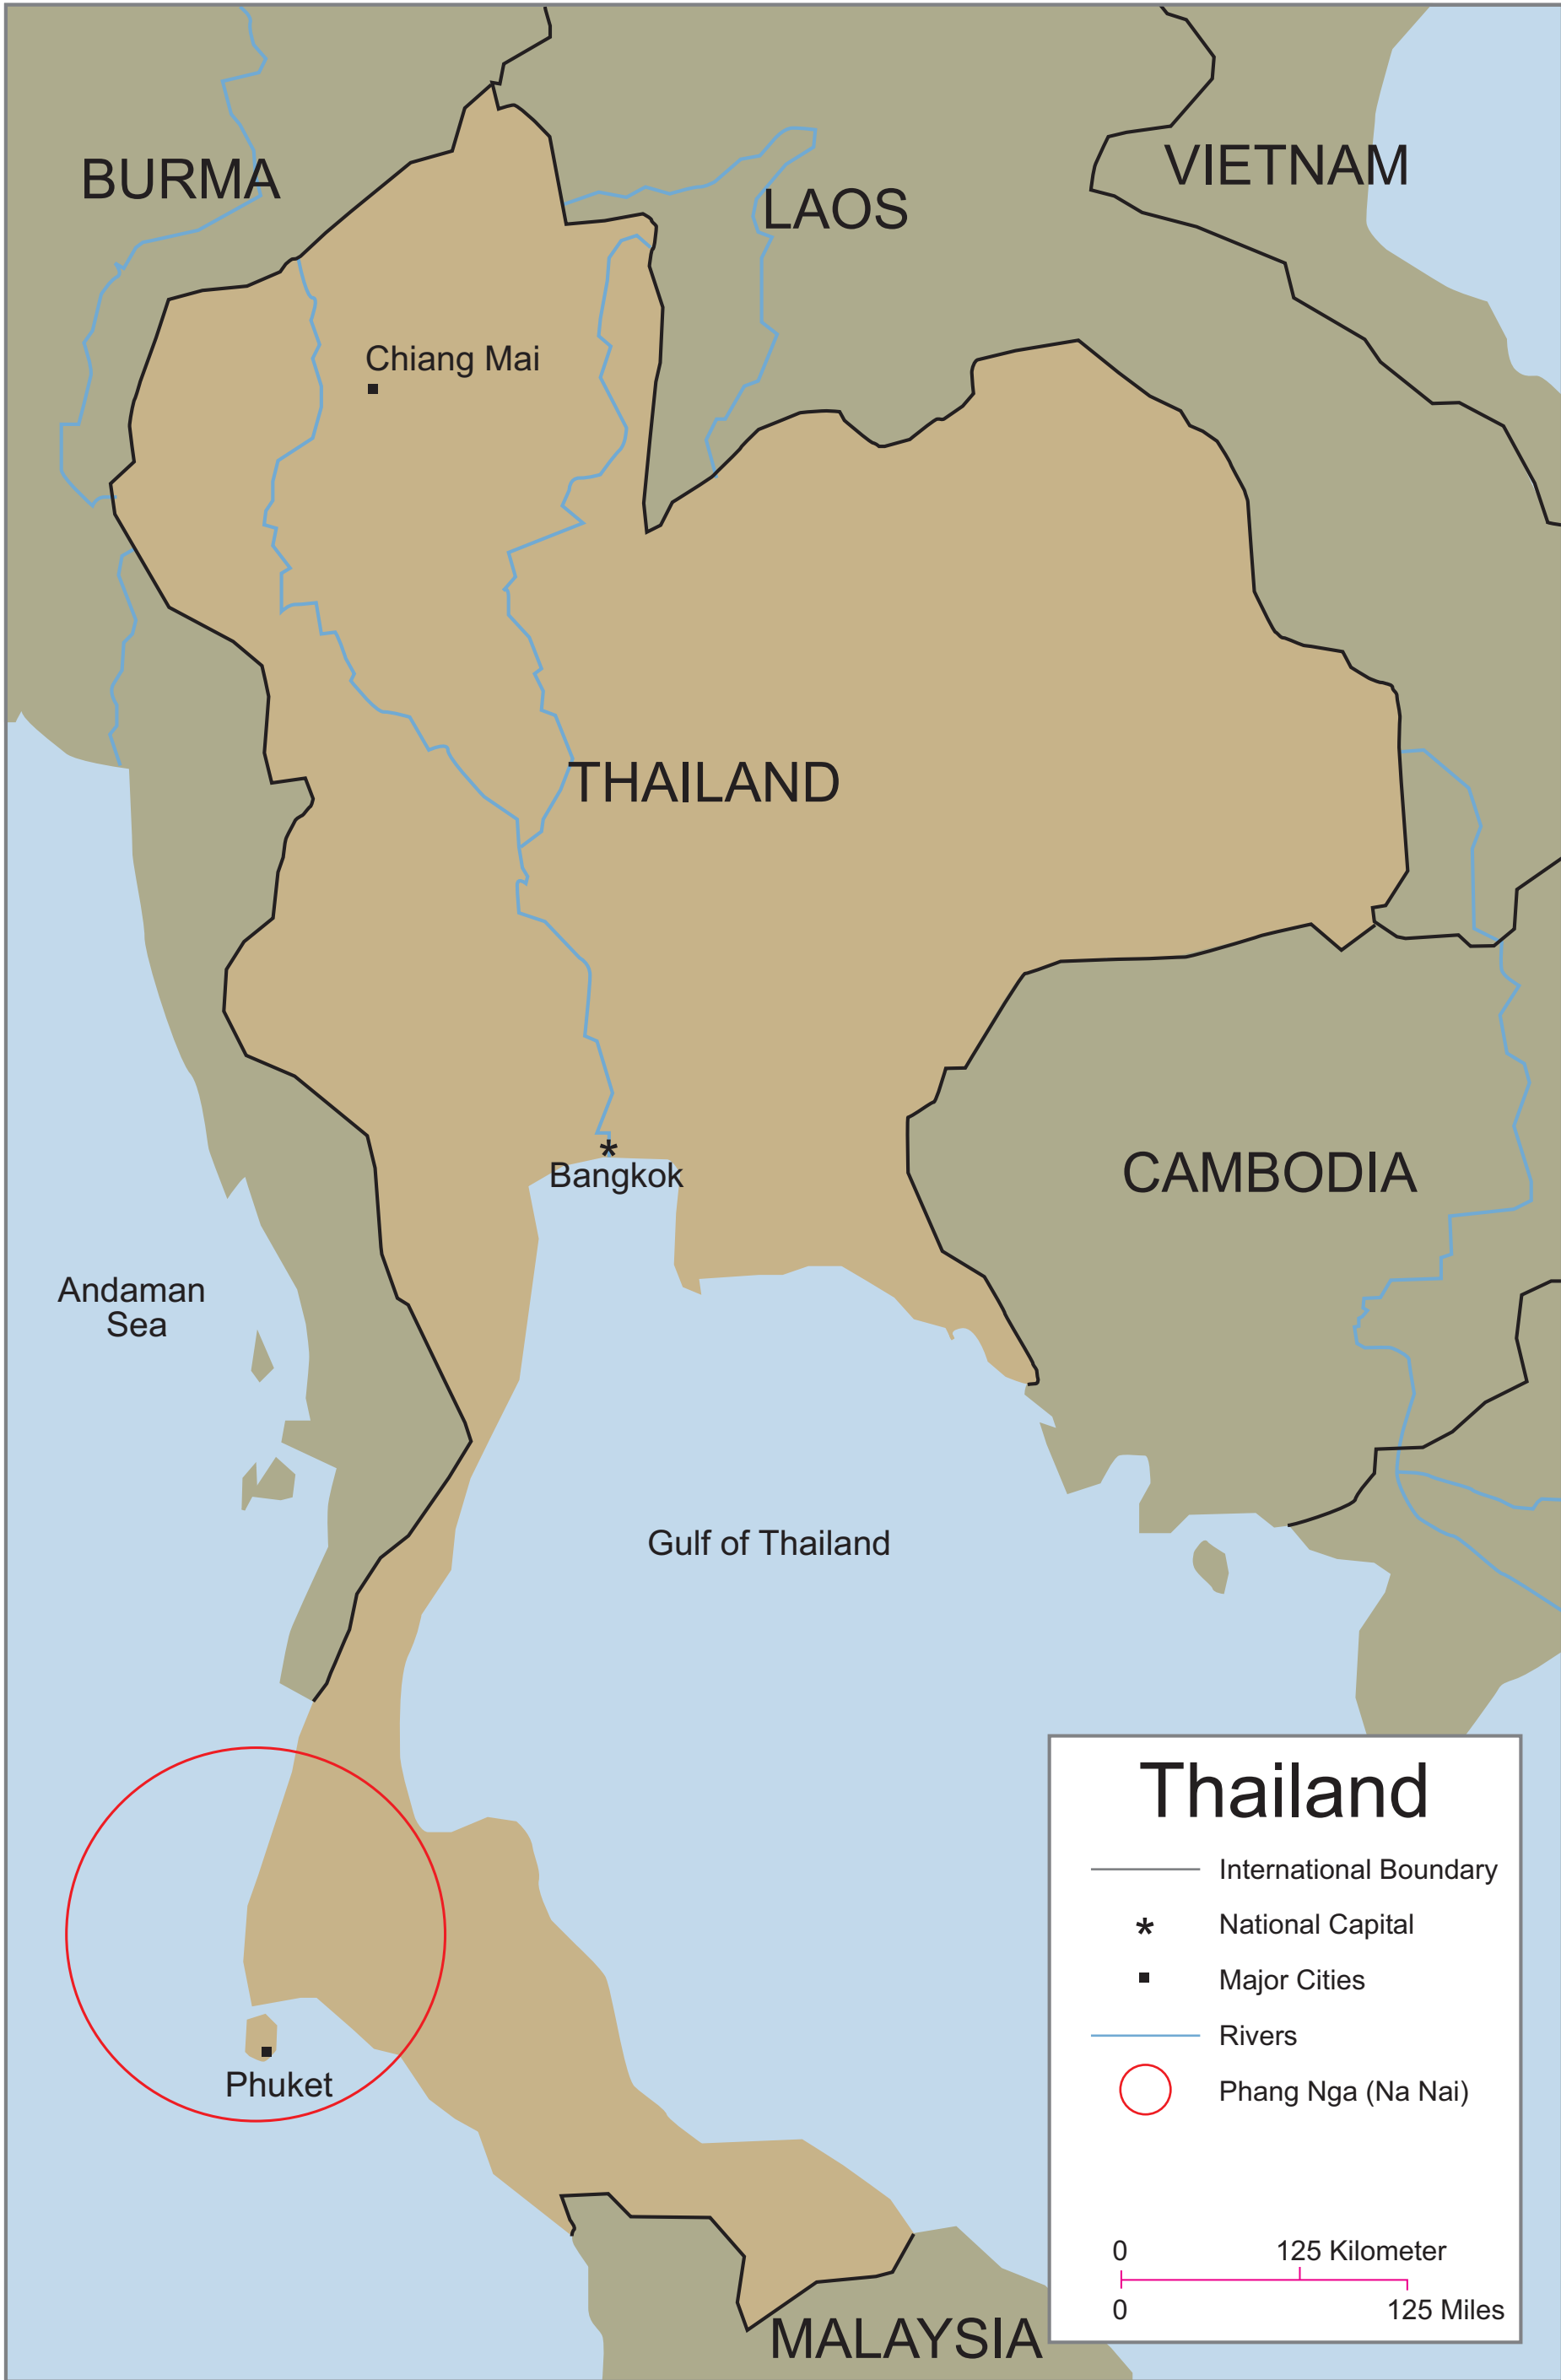 BURMA
VIETNAM
LAOS
Chiang Mai
THAILAND
*
Bangkok
CAMBODIA
Andaman
Sea
Gulf of Thailand
Phuket
MALAYSIA
Thailand
International Boundary
* National Capital
Major Cities
Rivers
Phang Nga (Na Nai)
0 125 Kilometer
0 125 Miles